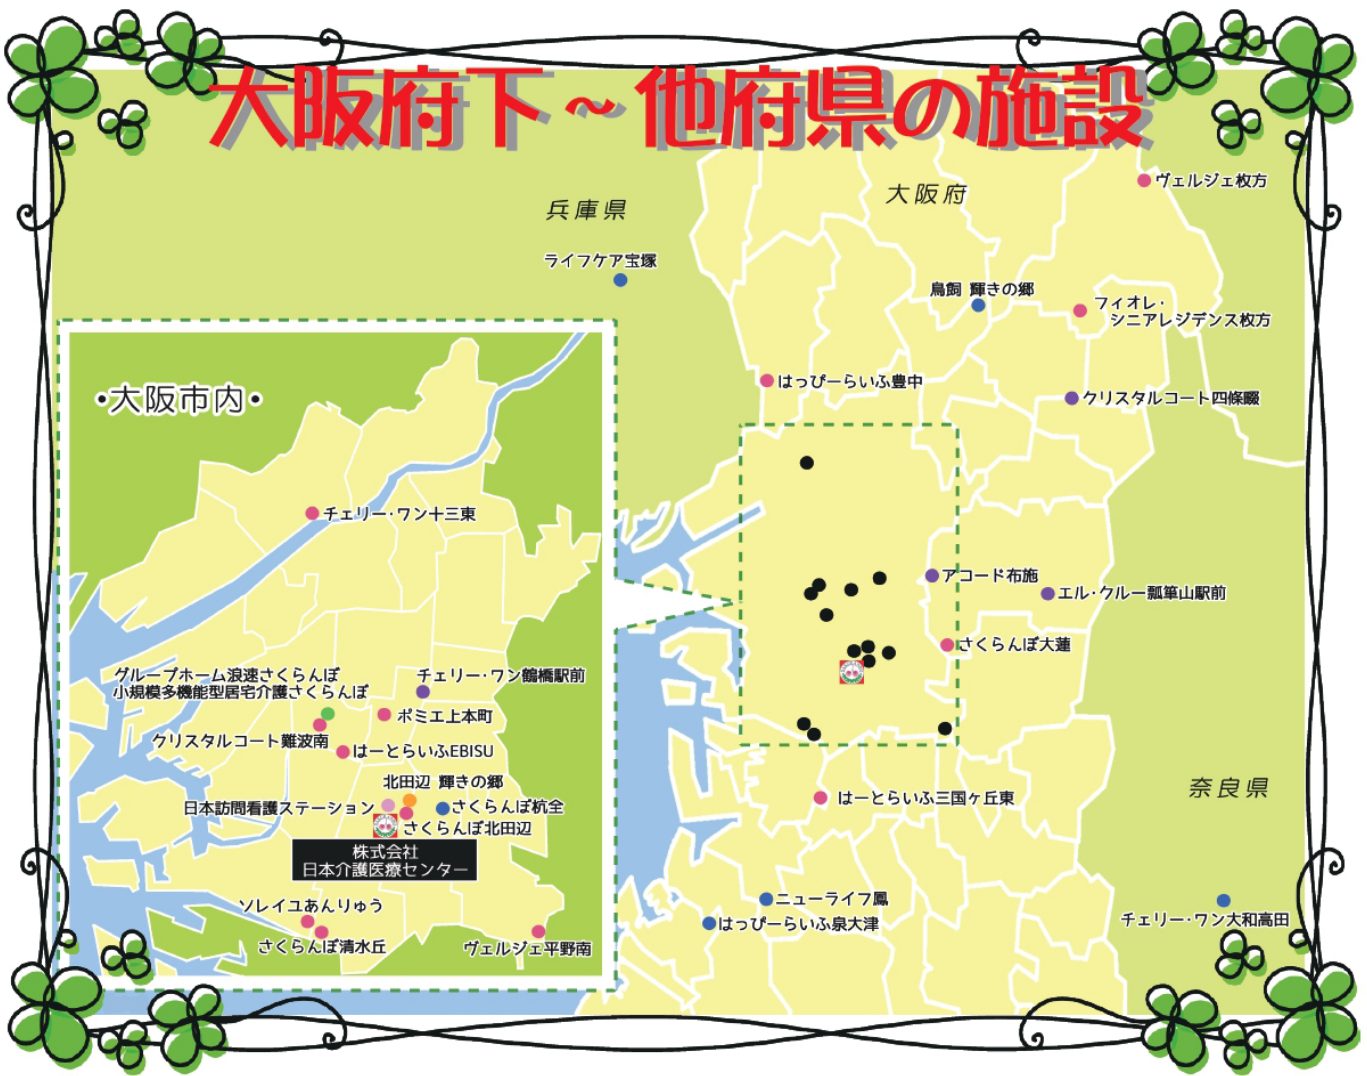 大阪府下～他府県の施設
兵庫県
大阪府
ヴェルジェ枚方
ライフケア宝塚
鳥飼 輝きの郷
フィオレ・
シニアレジデンス枚方
はっぴーらいふ豊中
クリスタルコート四條畷
アコード布施
エル・クルー瓢箪山駅前
さくらんぼ大蓮
はーとらいふ三国ヶ丘東
奈良県
ニューライフ鳳
はっぴーらいふ泉大津
チェリー・ワン大和高田
・大阪市内・
チェリー・ワン十三東
グループホーム浪速さくらんぼ
小規模多機能型居宅介護さくらんぼ
チェリー・ワン鶴橋駅前
ポミエ上本町
クリスタルコート難波南
はーとらいふEBISU
北田辺 輝きの郷
日本訪問看護ステーション
さくらんぼ杭全
さくらんぼ北田辺
株式会社
日本介護医療センター
ソレイユあんりゅう
さくらんぼ清水丘
ヴェルジェ平野南